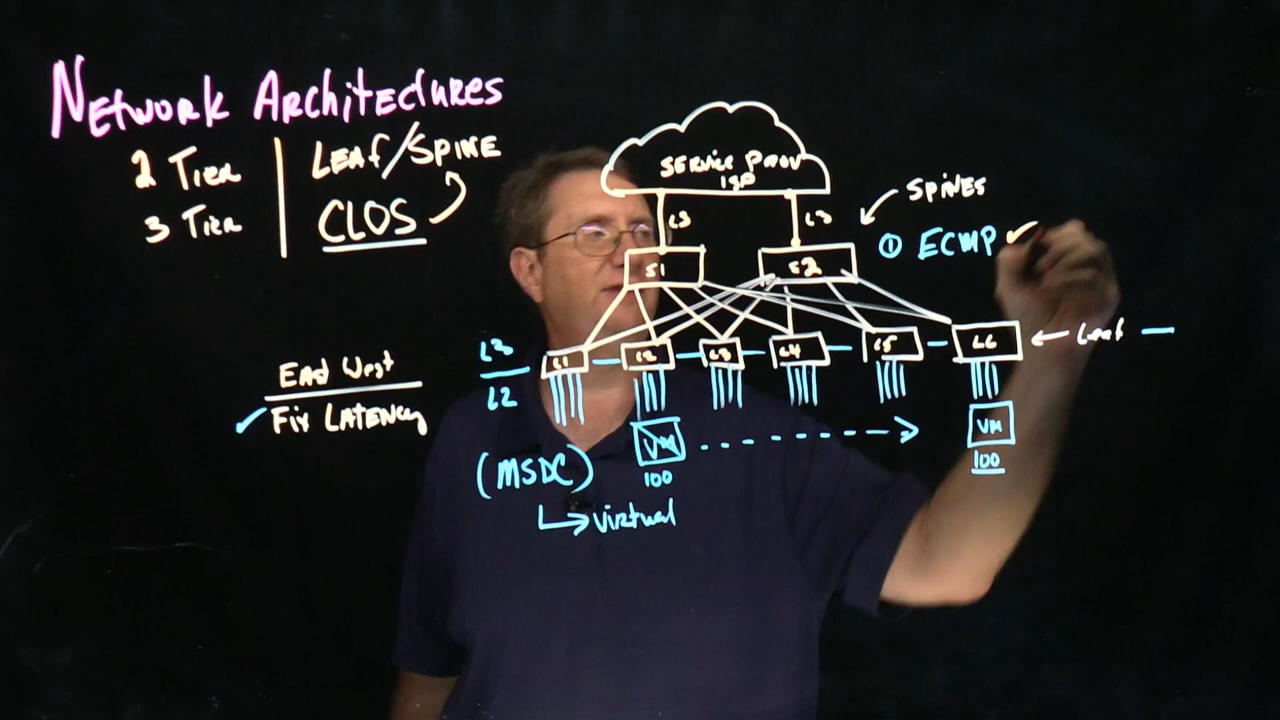 Network Architectures
2 Tier
3 Tier
Leaf/Spine
CLOS
Service Prov
ISP
L3
L3
Spines
① ECMP
S1
S2
L3
L2
L1
L2
L3
L4
L5
L6
Leaf
East West
Fix Latency
VM
100
VM
100
(MSDC)
Virtual